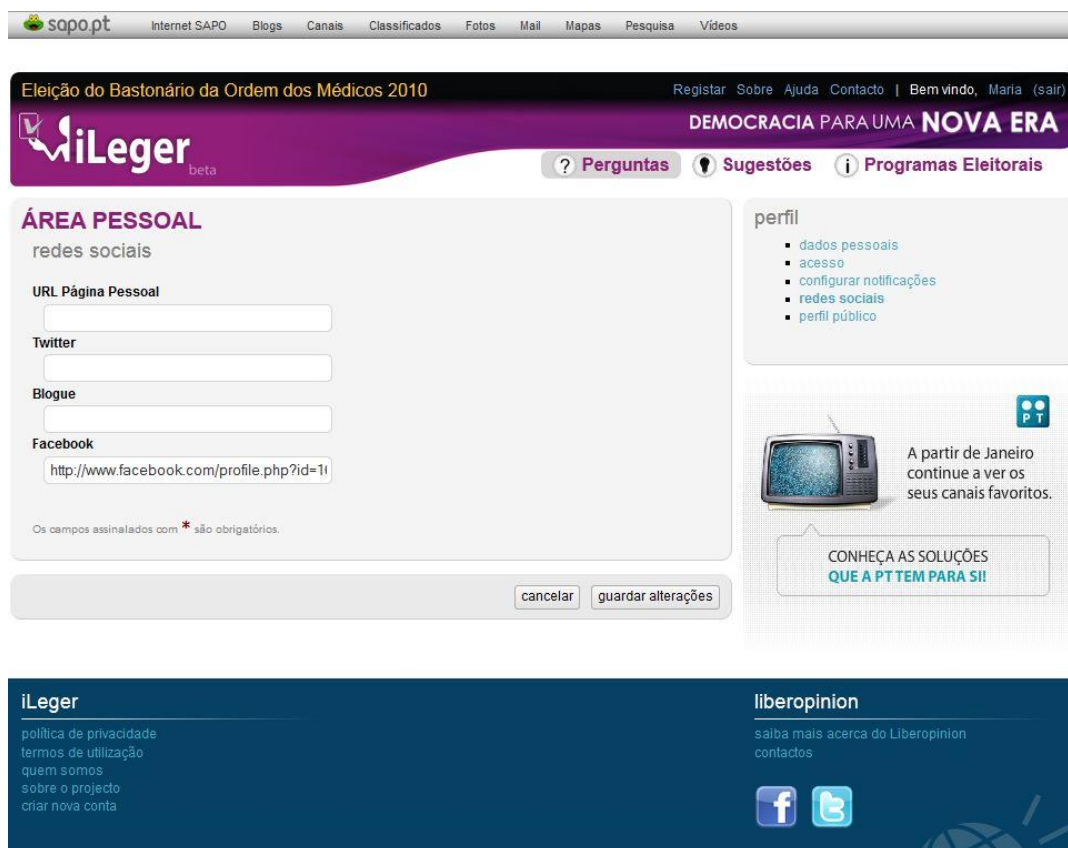 sapo.pt Internet SAPO Blogs Canais Classificados Fotos Mail Mapas Pesquisa Vídeos
Eleição do Bastonário da Ordem dos Médicos 2010
Registar Sobre Ajuda Contacto | Bem vindo, Maria (sair)
DEMOCRACIA PARA UMA NOVA ERA
iLeger
beta
? Perguntas Sugestões i Programas Eleitorais
ÁREA PESSOAL
redes sociais
URL Página Pessoal
Twitter
Blogue
Facebook
http://www.facebook.com/profile.php?id=1
Os campos assinalados com * são obrigatórios.
cancelar guardar alterações
perfil
dados pessoais
acesso
configurar notificações
redes sociais
perfil público
PT
A partir de Janeiro
continue a ver os
seus canais favoritos.
CONHEÇA AS SOLUÇÕES
QUE A PT TEM PARA SI!
iLeger
política de privacidade
termos de utilização
quem somos
sobre o projecto
criar nova conta
liberopinion
saiba mais acerca do Liberopinion
contactos